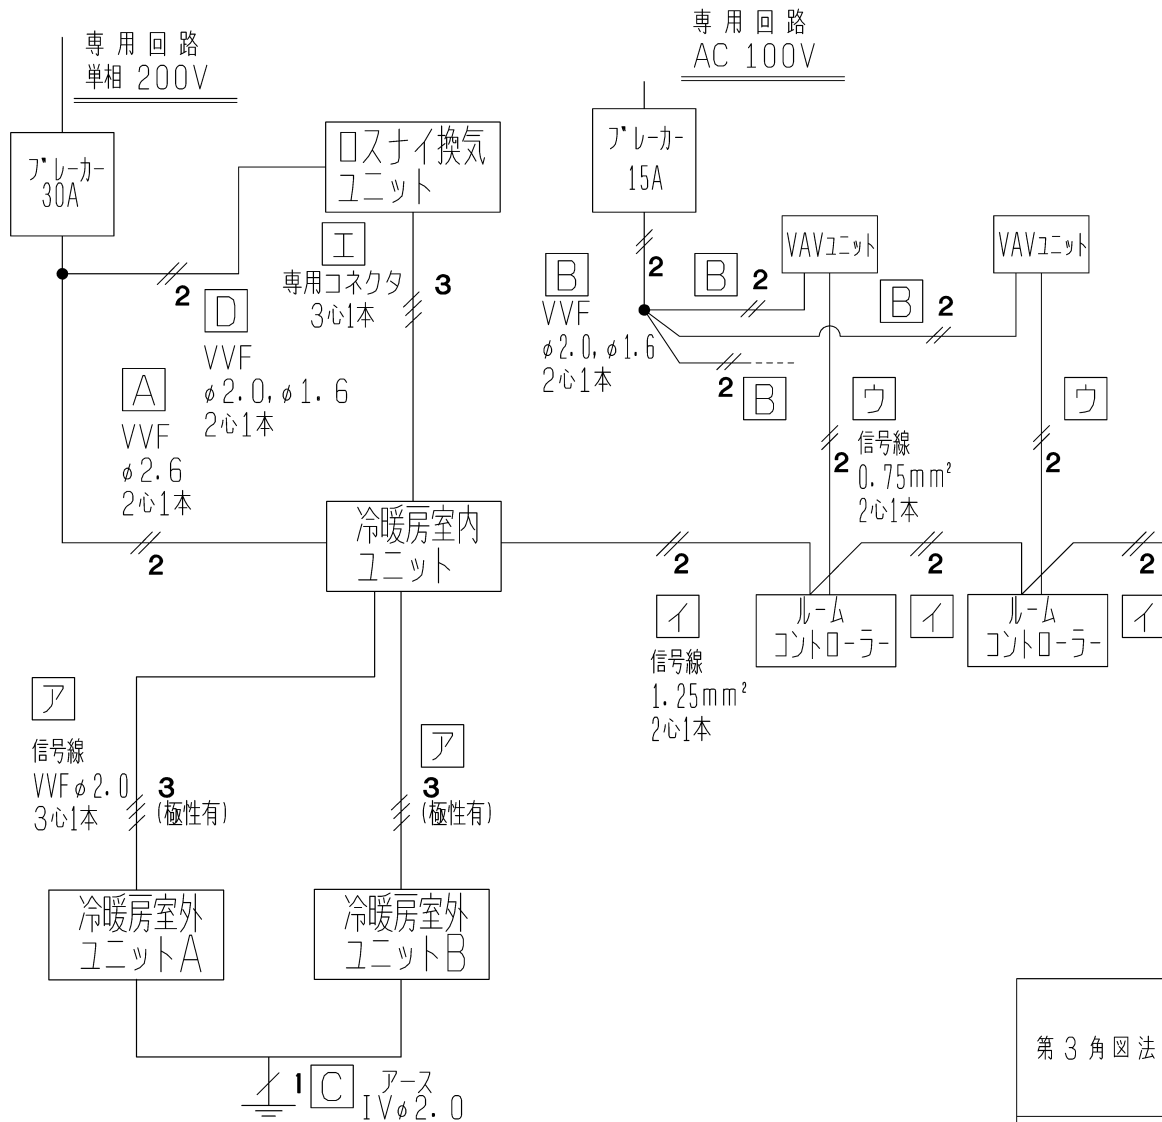 専用回路
単相 200V
専用回路
AC 100V
ブレーカー
30A
ロスナイ換気
ユニット
ブレーカー
15A
VAVユニット
VAVユニット
エ
専用コネクタ
3心1本
3
2
D
VVF
φ2.0,φ1.6
2心1本
B
VVF
φ2.0,φ1.6
2心1本
2
B
2
B
2
2
B
A
VVF
φ2.6
2心1本
2
ウ
信号線
0.75mm²
2心1本
2
ウ
2
冷暖房室内
ユニット
2
イ
信号線
1.25mm²
2心1本
2
イ
2
イ
ルーム
コントローラー
ルーム
コントローラー
ア
信号線
VVFφ2.0
3心1本
3
(極性有)
ア
3
(極性有)
冷暖房室外
ユニットA
冷暖房室外
ユニットB
1
C
アース
IVφ2.0
第3角図法